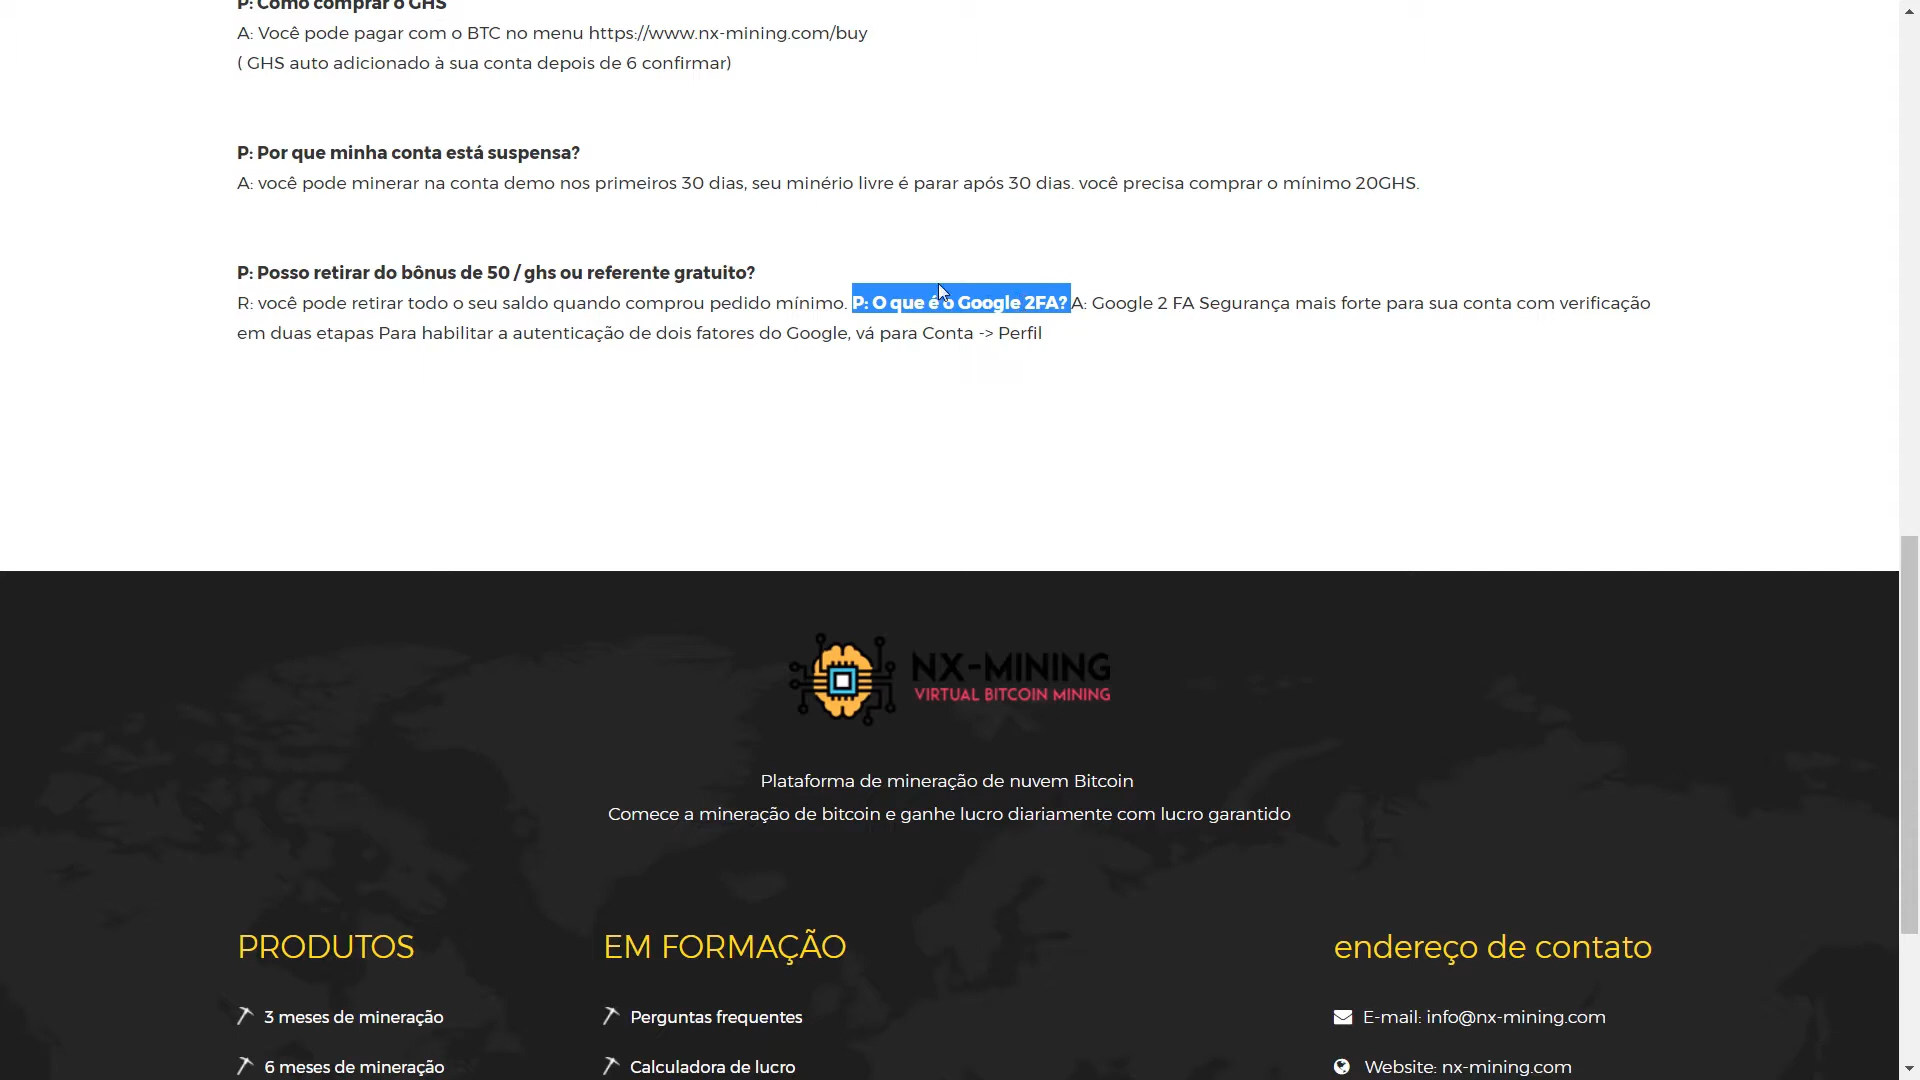 P: Como comprar o GHS
A: Você pode pagar com o BTC no menu https://www.nx-mining.com/buy
( GHS auto adicionado à sua conta depois de 6 confirmar)
P: Por que minha conta está suspensa?
A: você pode minerar na conta demo nos primeiros 30 dias, seu minério livre é parar após 30 dias. você precisa comprar o mínimo 20GHS.
P: Posso retirar do bônus de 50 / ghs ou referente gratuito?
R: você pode retirar todo o seu saldo quando comprou pedido mínimo. P: O que é o Google 2FA? A: Google 2 FA Segurança mais forte para sua conta com verificação
em duas etapas Para habilitar a autenticação de dois fatores do Google, vá para Conta -> Perfil
NX-MINING
VIRTUAL BITCOIN MINING
Plataforma de mineração de nuvem Bitcoin
Comece a mineração de bitcoin e ganhe lucro diariamente com lucro garantido
PRODUTOS
3 meses de mineração
6 meses de mineração
EM FORMAÇÃO
Perguntas frequentes
Calculadora de lucro
endereço de contato
E-mail: info@nx-mining.com
Website: nx-mining.com